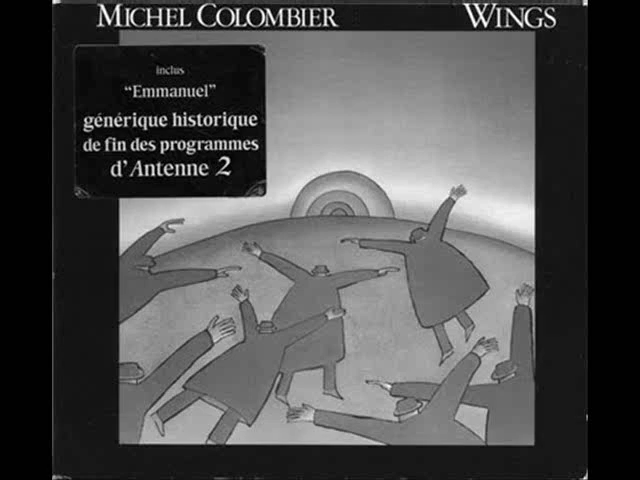 MICHEL COLOMBIER WINGS
inclus
"Emmanuel"
générique historique
de fin des programmes
d'Antenne 2